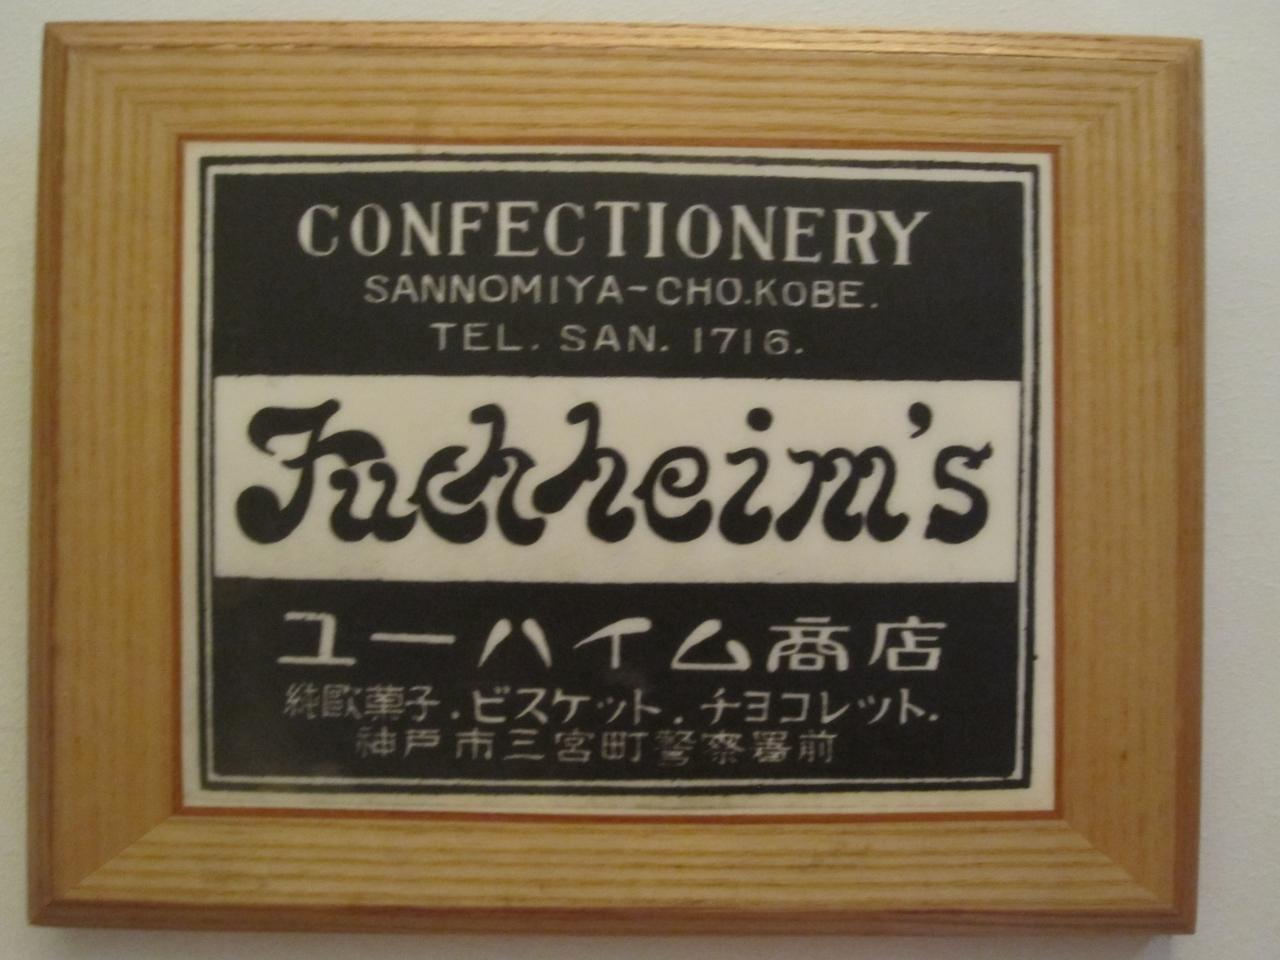 CONFECTIONERY
SANNOMIYA-CHO.KOBE.
TEL. SAN. 1716.
Juchheim's
ユーハイム商店
純歐菓子.ビスケット.チヨコレット.
神戸市三宮町警察署前